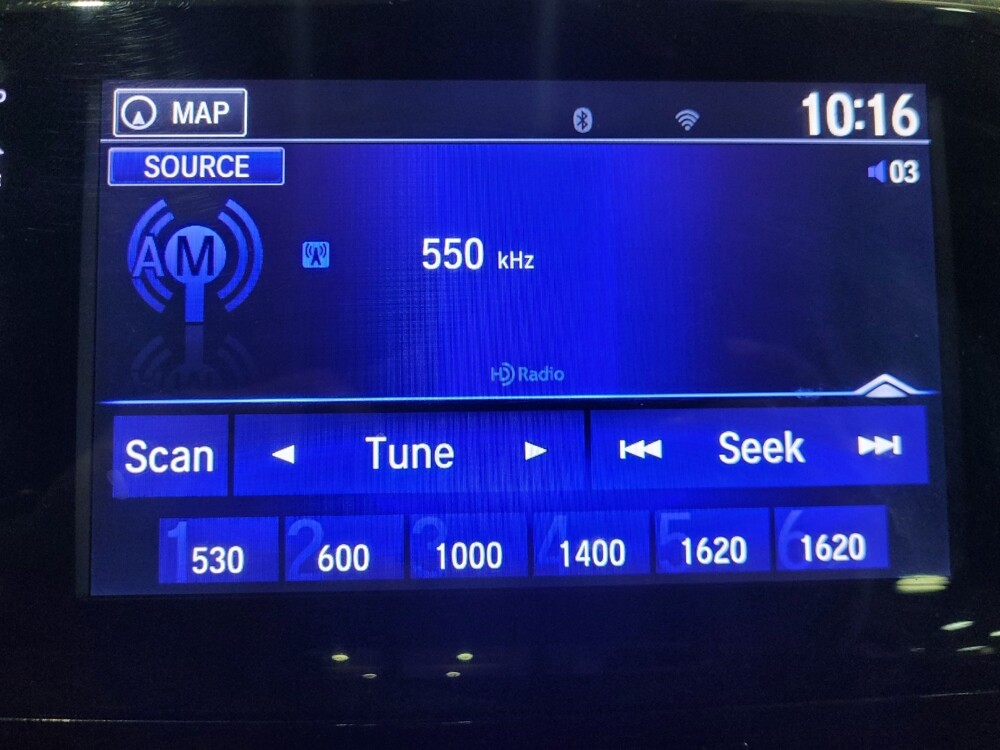 MAP
10:16
SOURCE
03
AM
550 kHz
HD Radio
Scan
Tune
Seek
1 530
2 600
3 1000
4 1400
5 1620
6 1620